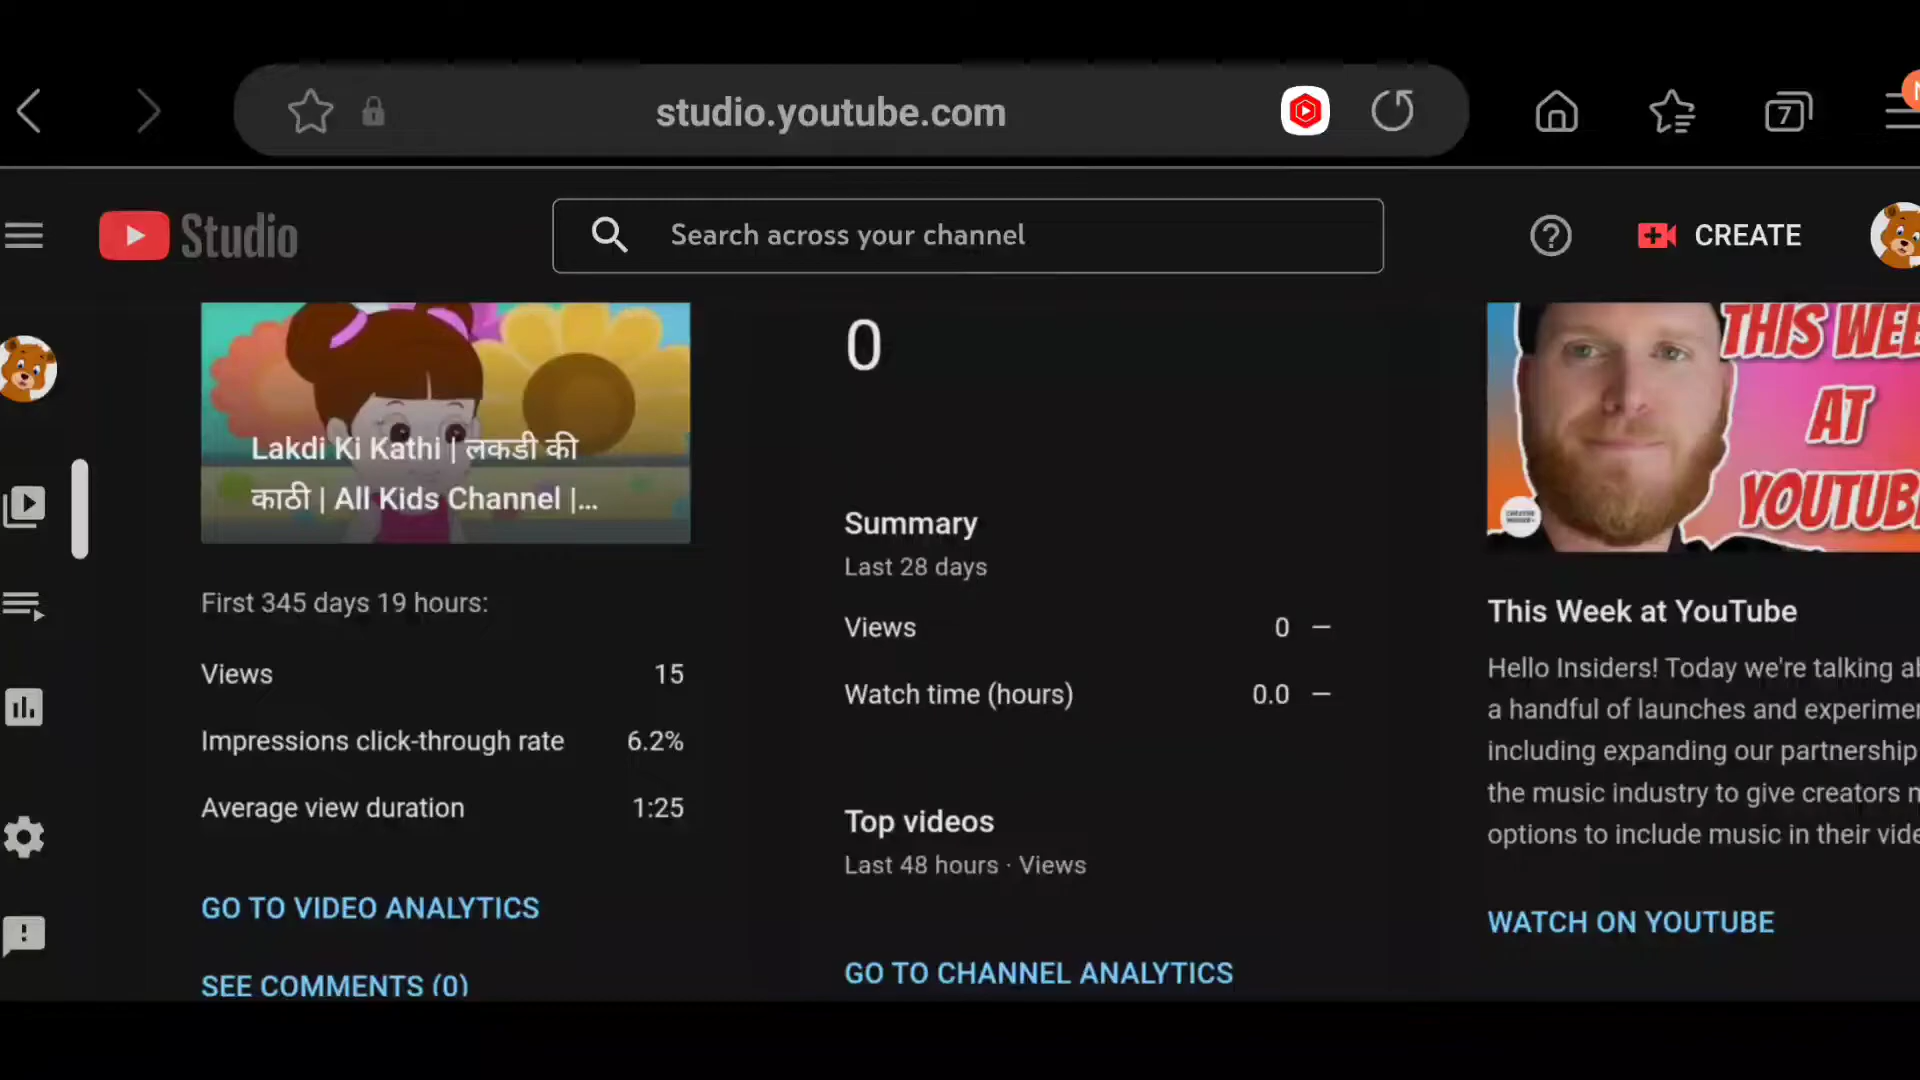 studio.youtube.com
7
Studio
Search across your channel
CREATE
Lakdi Ki Kathi | लकडी की
काठी | All Kids Channel |...
First 345 days 19 hours:
Views 15
Impressions click-through rate 6.2%
Average view duration 1:25
GO TO VIDEO ANALYTICS
SEE COMMENTS (0)
0
Summary
Last 28 days
Views 0 —
Watch time (hours) 0.0 —
Top videos
Last 48 hours · Views
GO TO CHANNEL ANALYTICS
THIS WEE
AT
YOUTUB
This Week at YouTube
Hello Insiders! Today we're talking a
a handful of launches and experime
including expanding our partnership
the music industry to give creators
options to include music in their vide
WATCH ON YOUTUBE